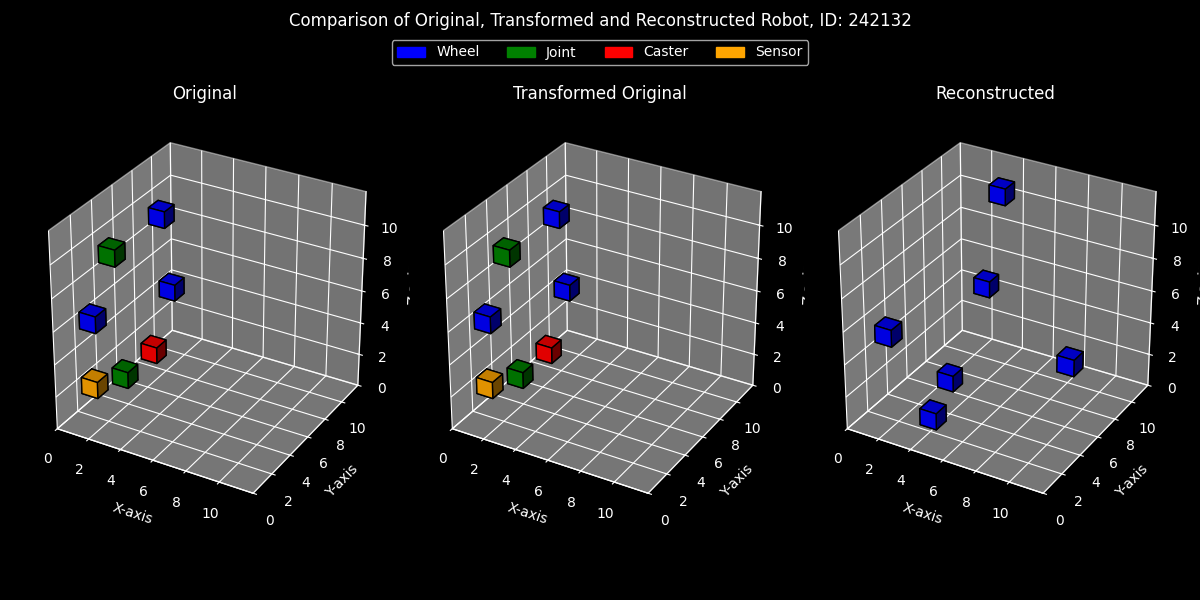 Comparison of Original, Transformed and Reconstructed Robot, ID: 242132
Wheel Joint Caster Sensor
Original Transformed Original Reconstructed
10 10 10
8 8 8
6 6 6
4 4 4
2 2 2
0 0 0
0 2 4 6 8 10 0 2 4 6 8 10 0 2 4 6 8 10
X-axis X-axis X-axis
0 2 4 6 8 10 0 2 4 6 8 10 0 2 4 6 8 10
Y-axis Y-axis Y-axis